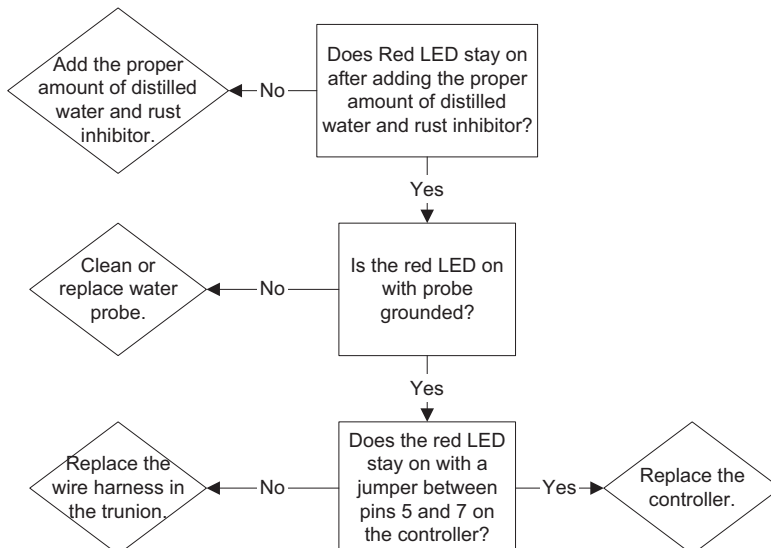 Add the proper
amount of distilled
water and rust
inhibitor.
No
Does Red LED stay on
after adding the proper
amount of distilled
water and rust inhibitor?
Yes
Clean or
replace water
probe.
No
Is the red LED on
with probe
grounded?
Yes
Replace the
wire harness in
the trunion.
No
Does the red LED
stay on with a
jumper between
pins 5 and 7 on
the controller?
Yes
Replace the
controller.